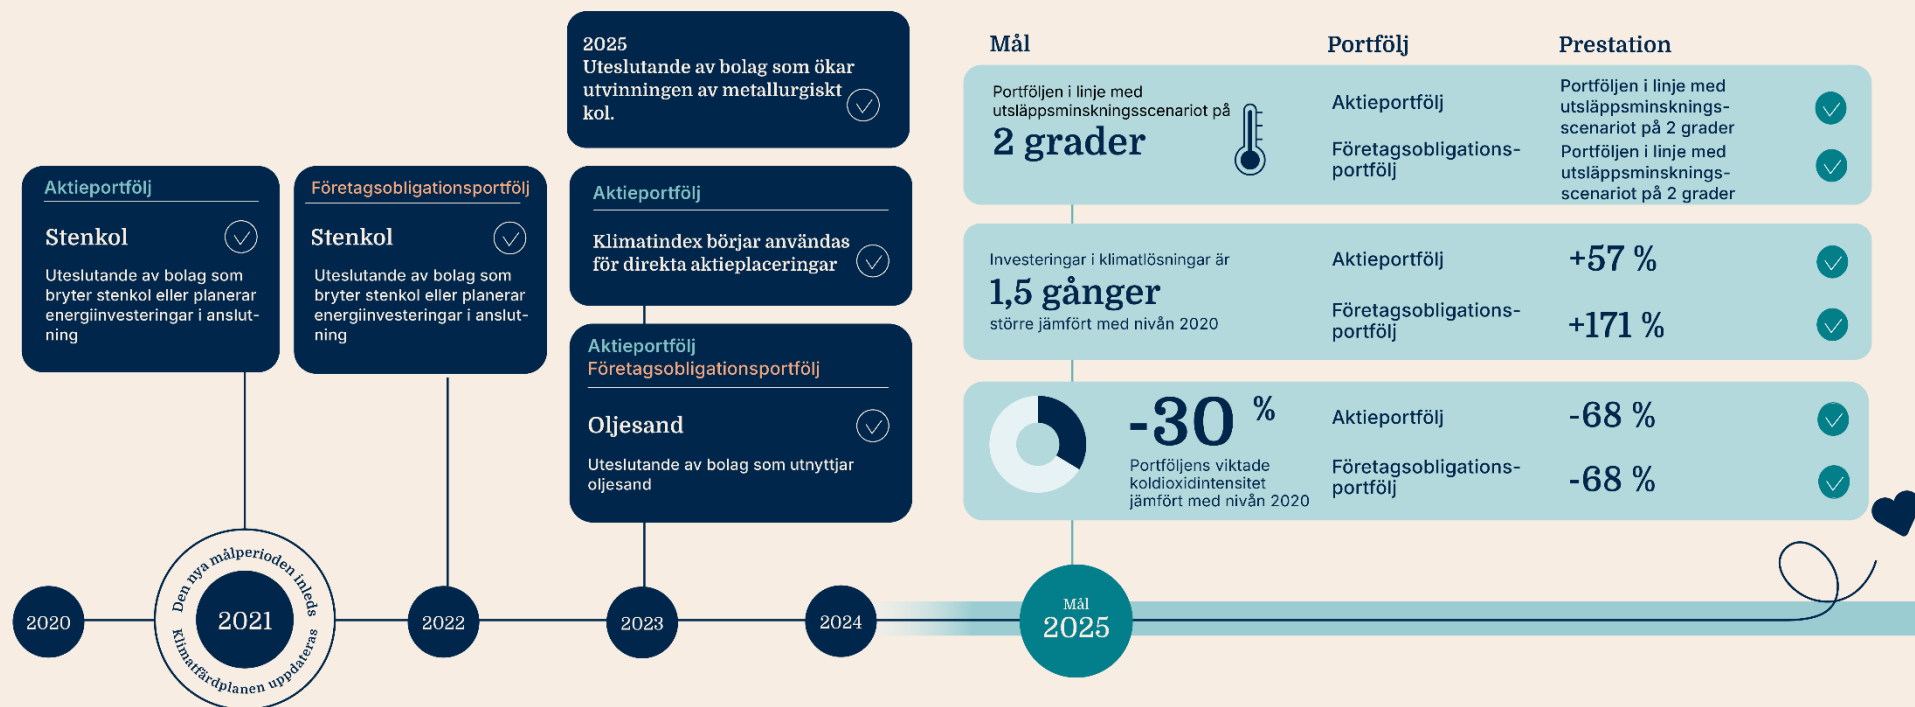 2025
Uteslutande av bolag som ökar
utvinningen av metallurgiskt
kol.
Aktieportfölj
Stenkol
Uteslutande av bolag som
bryter stenkol eller planerar
energiinvesteringar i anslut-
ning
Företagsobligationsportfölj
Stenkol
Uteslutande av bolag som
bryter stenkol eller planerar
energiinvesteringar i anslut-
ning
Aktieportfölj
Klimatindex börjar användas
för direkta aktieplaceringar
Aktieportfölj
Företagsobligationsportfölj
Oljesand
Uteslutande av bolag som utnyttjar
oljesand
Mål
Portfölj
Prestation
Portföljen i linje med
utsläppsminskningsscenariot på
2 grader
Aktieportfölj
Portföljen i linje med
utsläppsminsknings-
scenariot på 2 grader
Företagsobligations-
portfölj
Portföljen i linje med
utsläppsminsknings-
scenariot på 2 grader
Investeringar i klimatlösningar är
1,5 gånger
större jämfört med nivån 2020
Aktieportfölj
+57 %
Företagsobligations-
portfölj
+171 %
-30 %
Portföljens viktade
koldioxidintensitet
jämfört med nivån 2020
Aktieportfölj
-68 %
Företagsobligations-
portfölj
-68 %
2020
Den nya målperioden inleds
2021
Klimatfärdplanen uppdateras
2022
2023
2024
Mål
2025